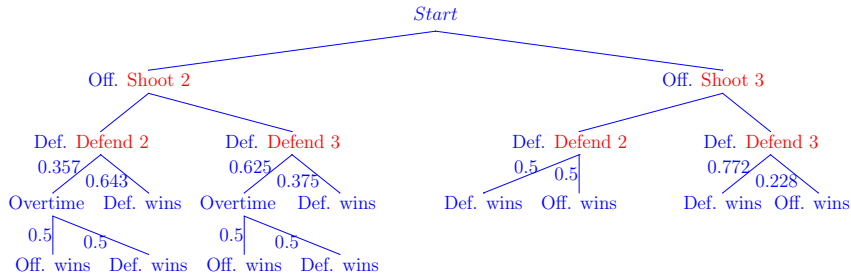 Start
Off. Shoot 2 Off. Shoot 3
Def. Defend 2 Def. Defend 3 Def. Defend 2 Def. Defend 3
0.357 0.643 0.625 0.375 0.5 0.5 0.772 0.228
Overtime Def. wins Overtime Def. wins Def. wins Off. wins Def. wins Off. wins
0.5 0.5 0.5 0.5
Off. wins Def. wins Off. wins Def. wins